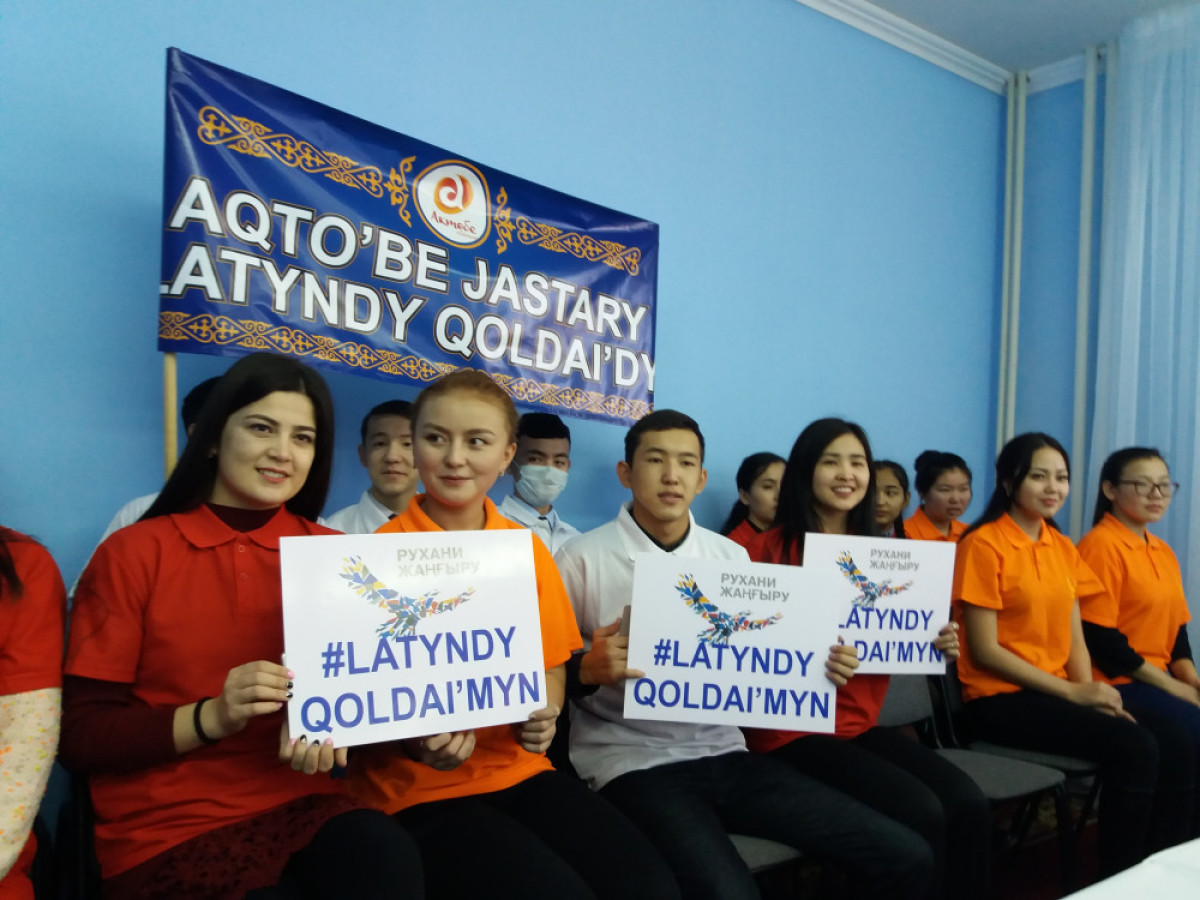 Ақтөбе
AQTO’BE JASTARY
LATYNDY QOLDAI’DY
РУХАНИ
ЖАҢҒЫРУ
#LATYNDY
QOLDAI’MYN
РУХАНИ
ЖАҢҒЫРУ
#LATYNDY
QOLDAI’MYN
РУХАНИ
ЖАҢҒЫРУ
LATYNDY
DAI’MYN